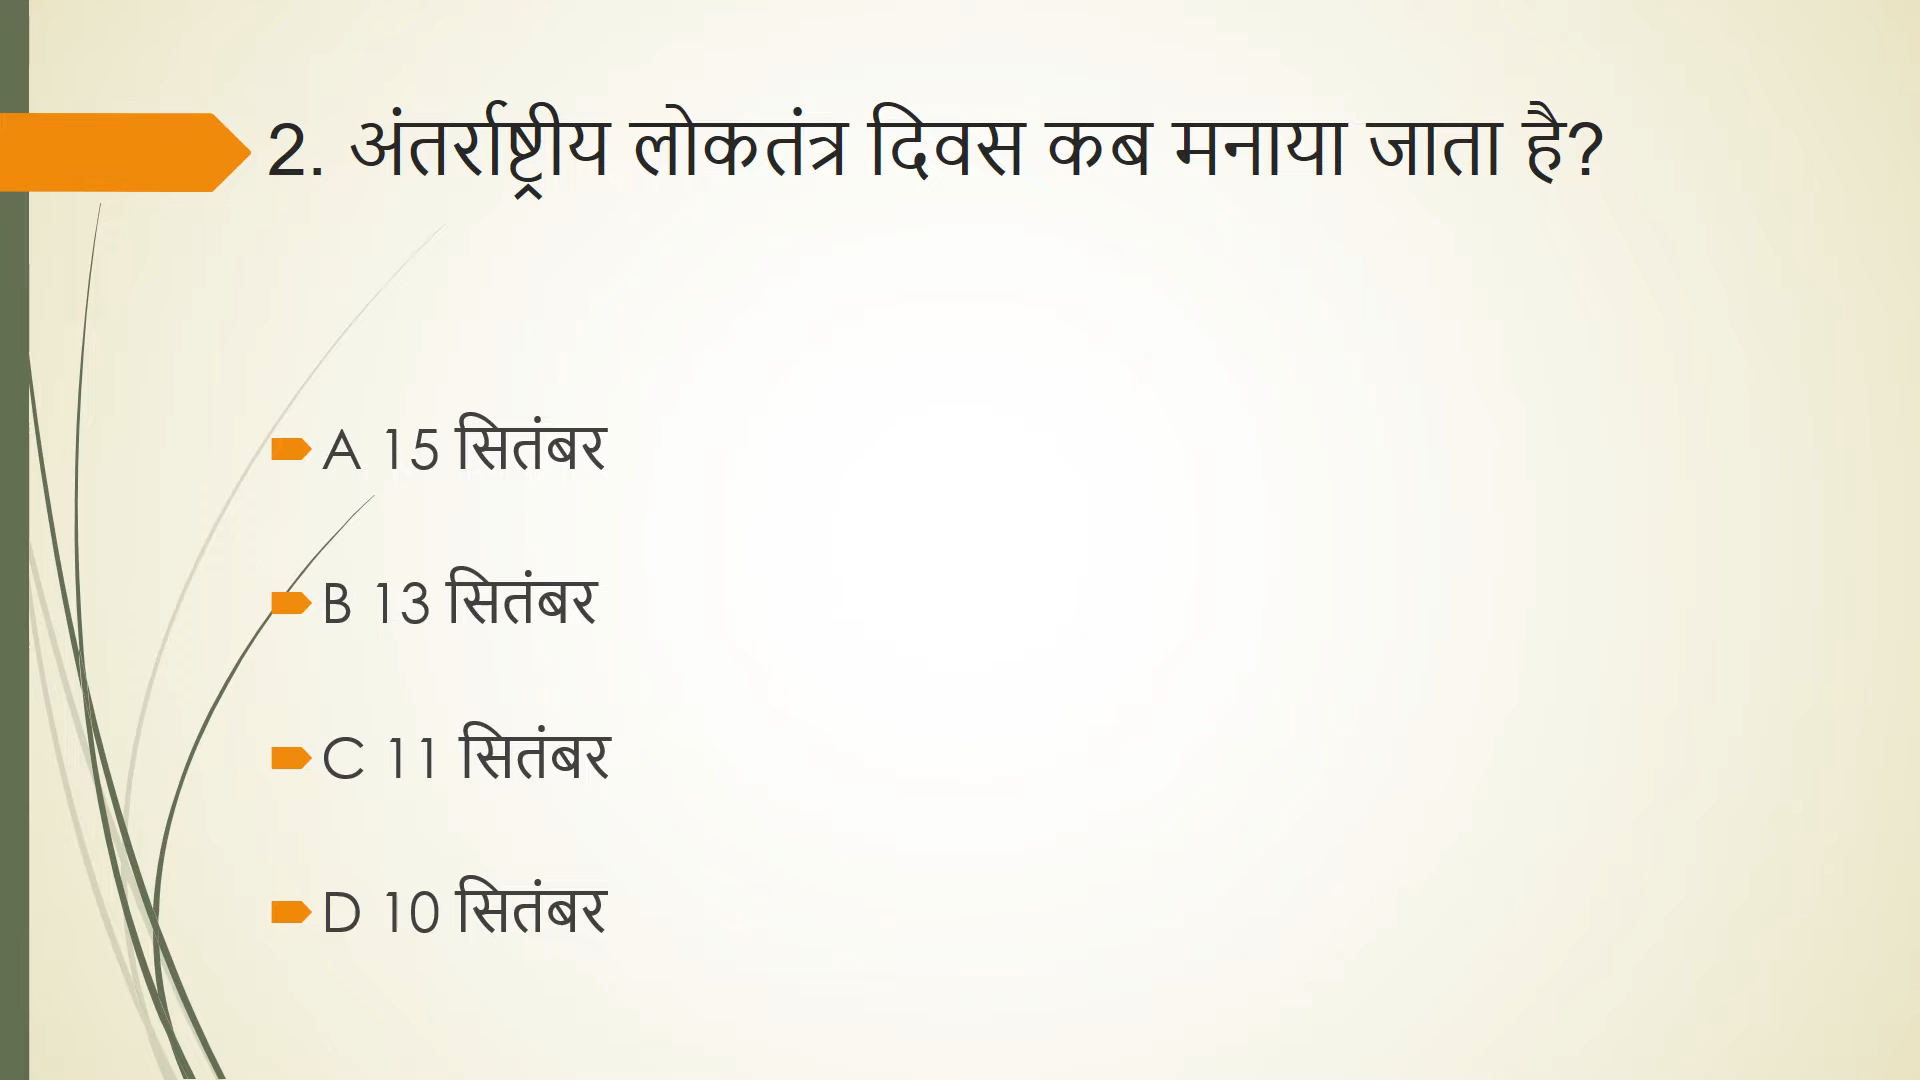 2. अंतर्राष्ट्रीय लोकतंत्र दिवस कब मनाया जाता है?
A 15 सितंबर
B 13 सितंबर
C 11 सितंबर
D 10 सितंबर